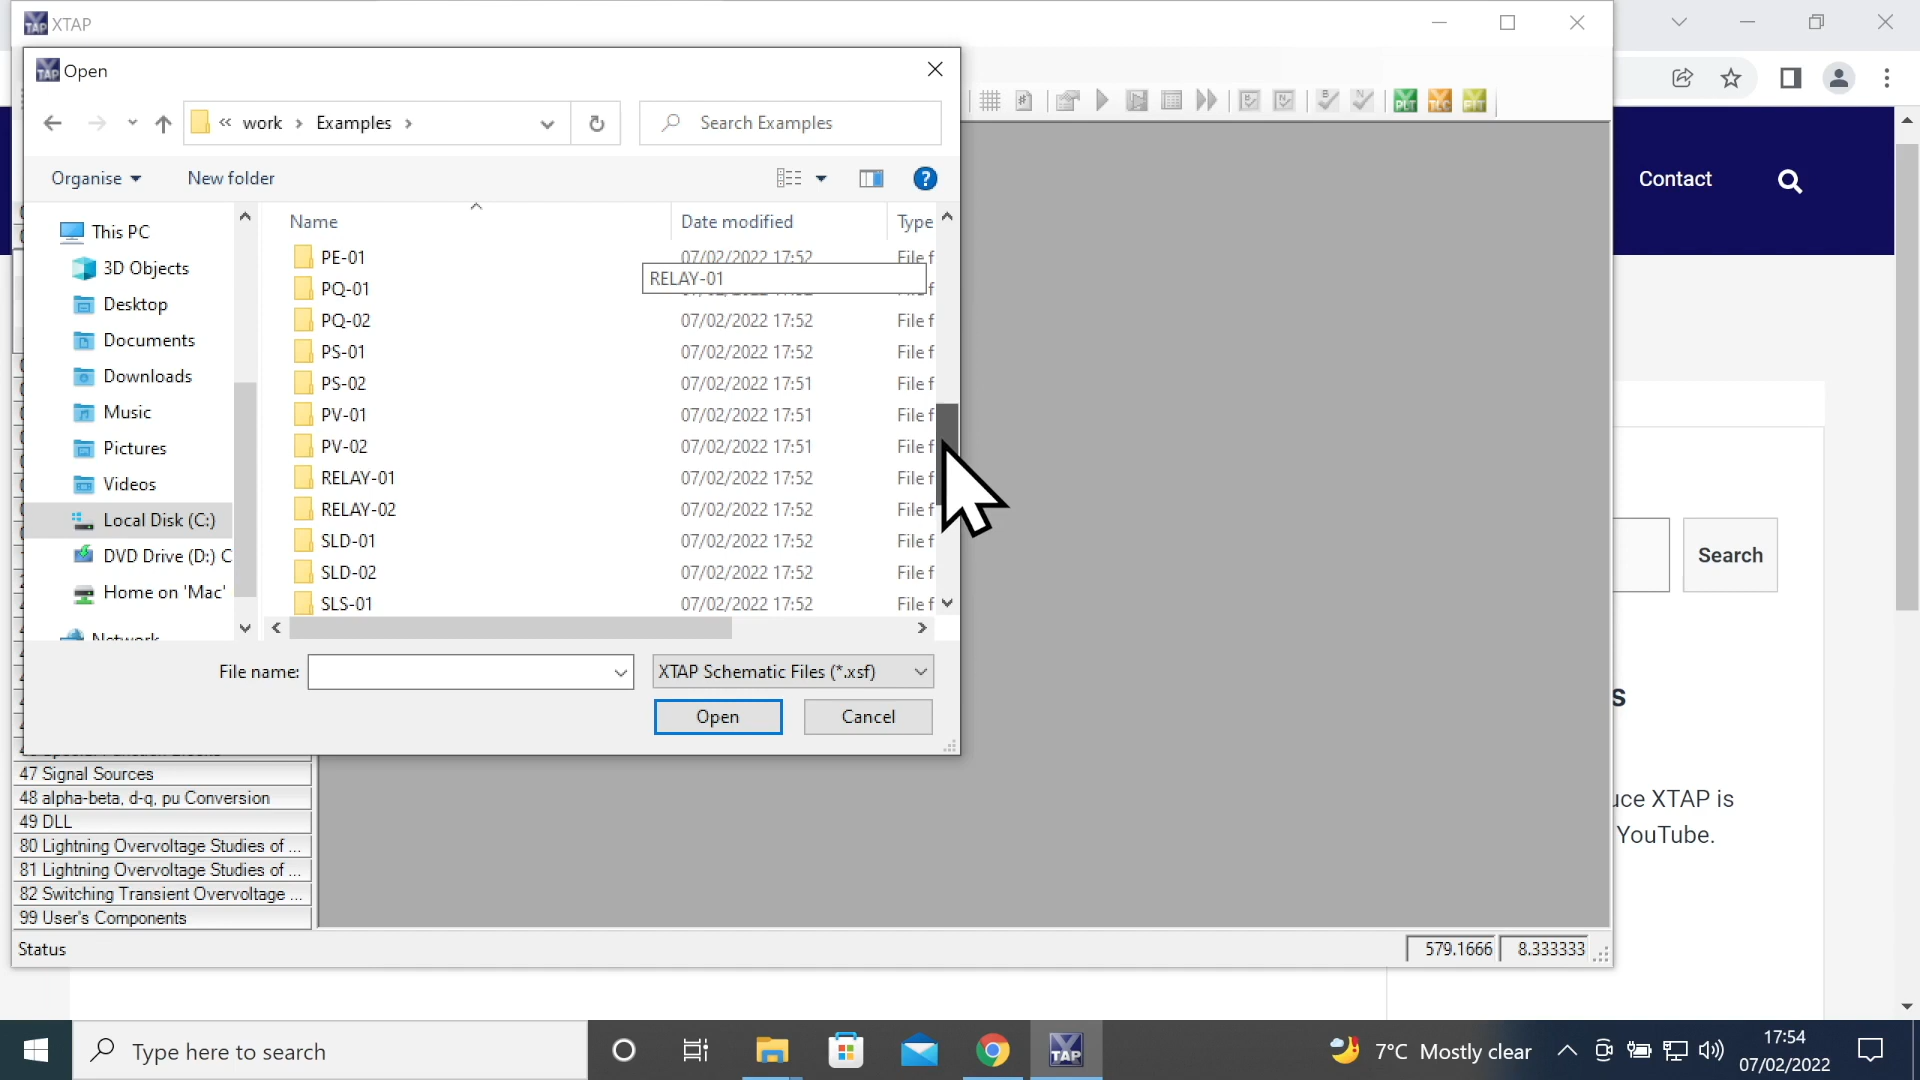 XTAP
Open
work > Examples >
Search Examples
Organise
New folder
Name
Date modified
Type
This PC
3D Objects
Desktop
Documents
Downloads
Music
Pictures
Videos
Local Disk (C:)
DVD Drive (D:) C
Home on 'Mac'
Network
PE-01 07/02/2022 17:52 File f
RELAY-01
PQ-01
PQ-02 07/02/2022 17:52 File f
PS-01 07/02/2022 17:52 File f
PS-02 07/02/2022 17:51 File f
PV-01 07/02/2022 17:51 File f
PV-02 07/02/2022 17:51 File f
RELAY-01 07/02/2022 17:52 File f
RELAY-02 07/02/2022 17:52 File f
SLD-01 07/02/2022 17:52 File f
SLD-02 07/02/2022 17:52 File f
SLS-01 07/02/2022 17:52 File f
File name:
XTAP Schematic Files (*.xsf)
Open
Cancel
47 Signal Sources
48 alpha-beta, d-q, pu Conversion
49 DLL
80 Lightning Overvoltage Studies of ...
81 Lightning Overvoltage Studies of ...
82 Switching Transient Overvoltage ...
99 User's Components
Status
579.1666
8.333333
PLT
TLC
FIT
Contact
Search
s
uce XTAP is
YouTube.
Type here to search
XTAP
7°C Mostly clear
17:54
07/02/2022